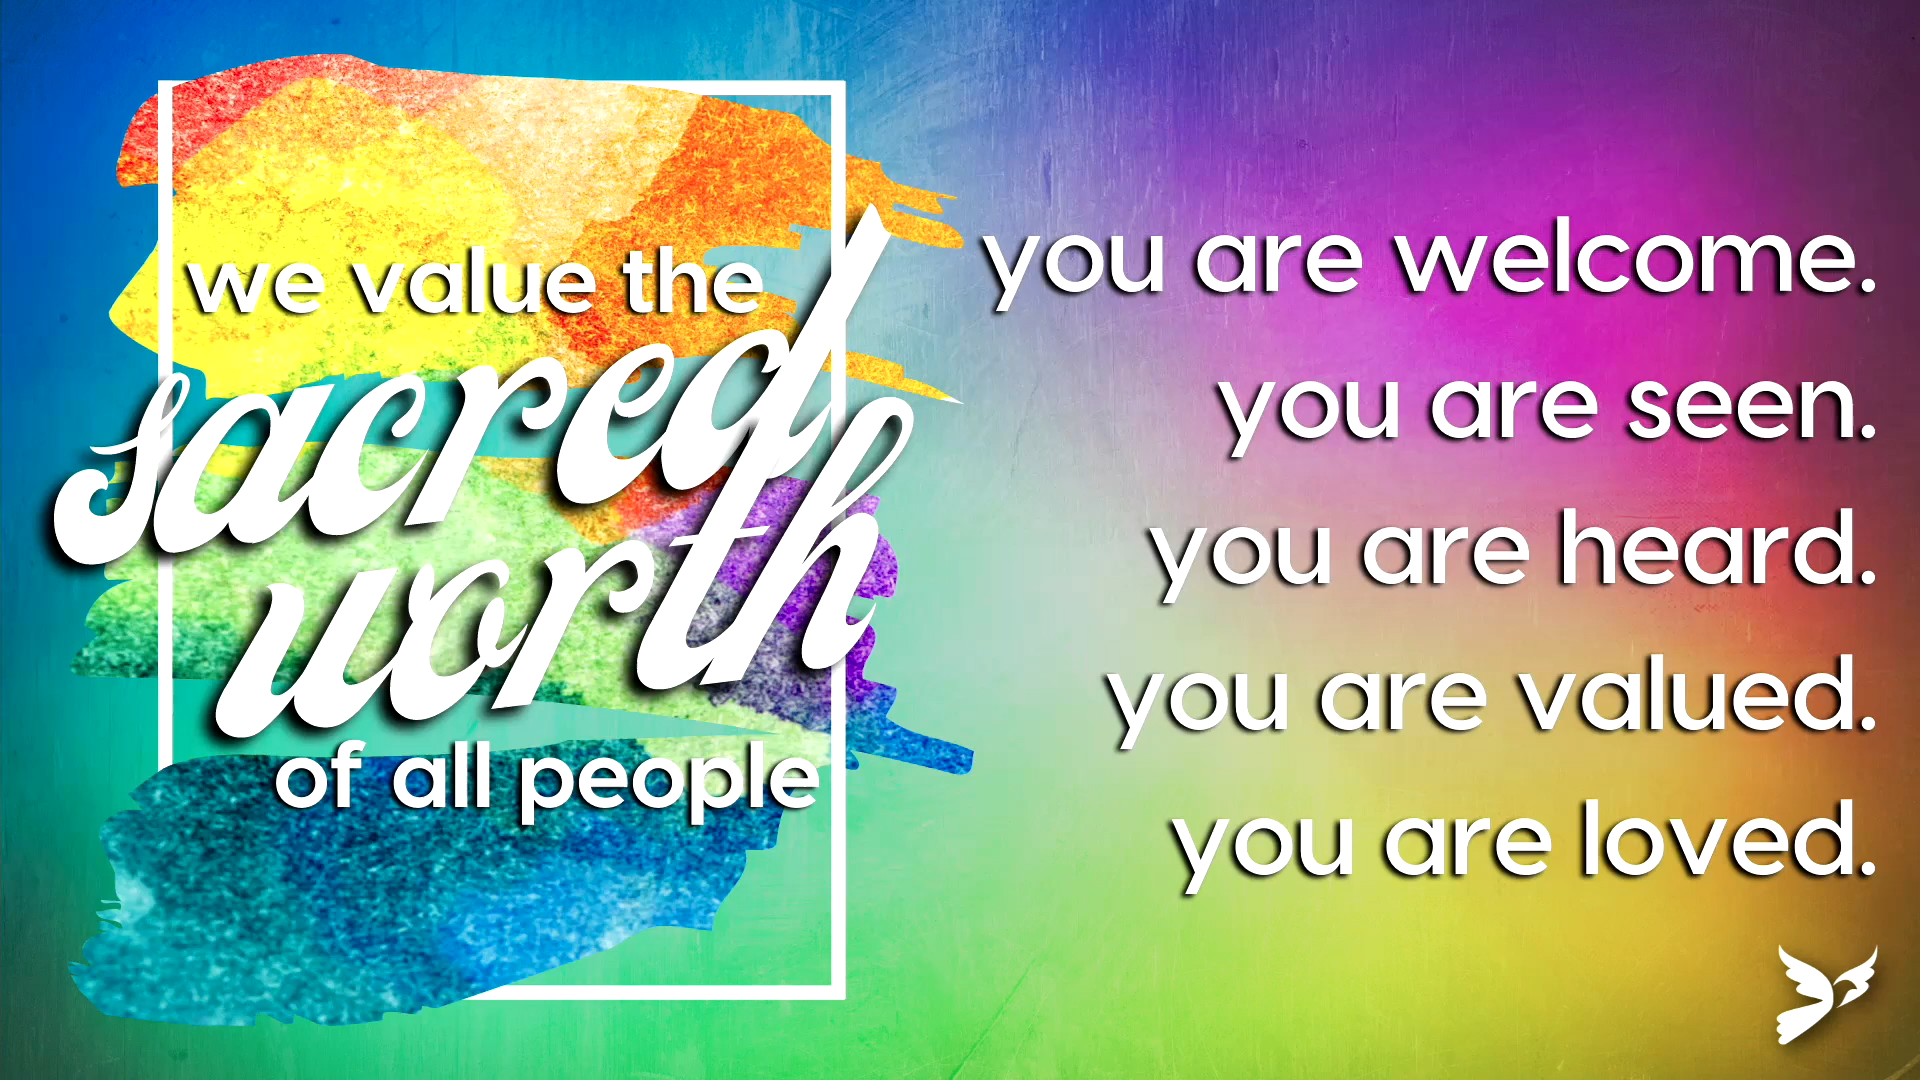 we value the
sacred
worth
of all people
you are welcome.
you are seen.
you are heard.
you are valued.
you are loved.